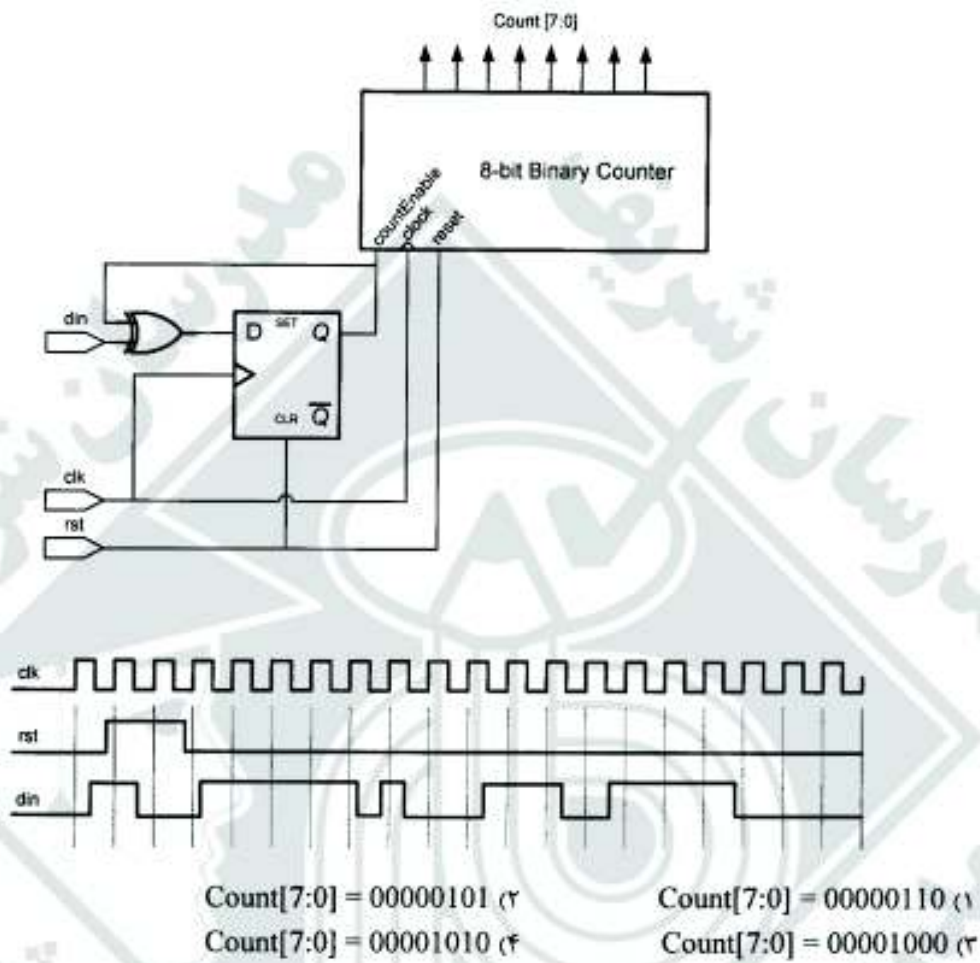 Count [7:0]
8-bit Binary Counter
countEnable
clock
reset
din
D SET Q
CLR Q̅
clk
rst
clk
rst
din
Count[7:0] = 00000110 (۱
Count[7:0] = 00000101 (۲
Count[7:0] = 00001000 (۳
Count[7:0] = 00001010 (۴